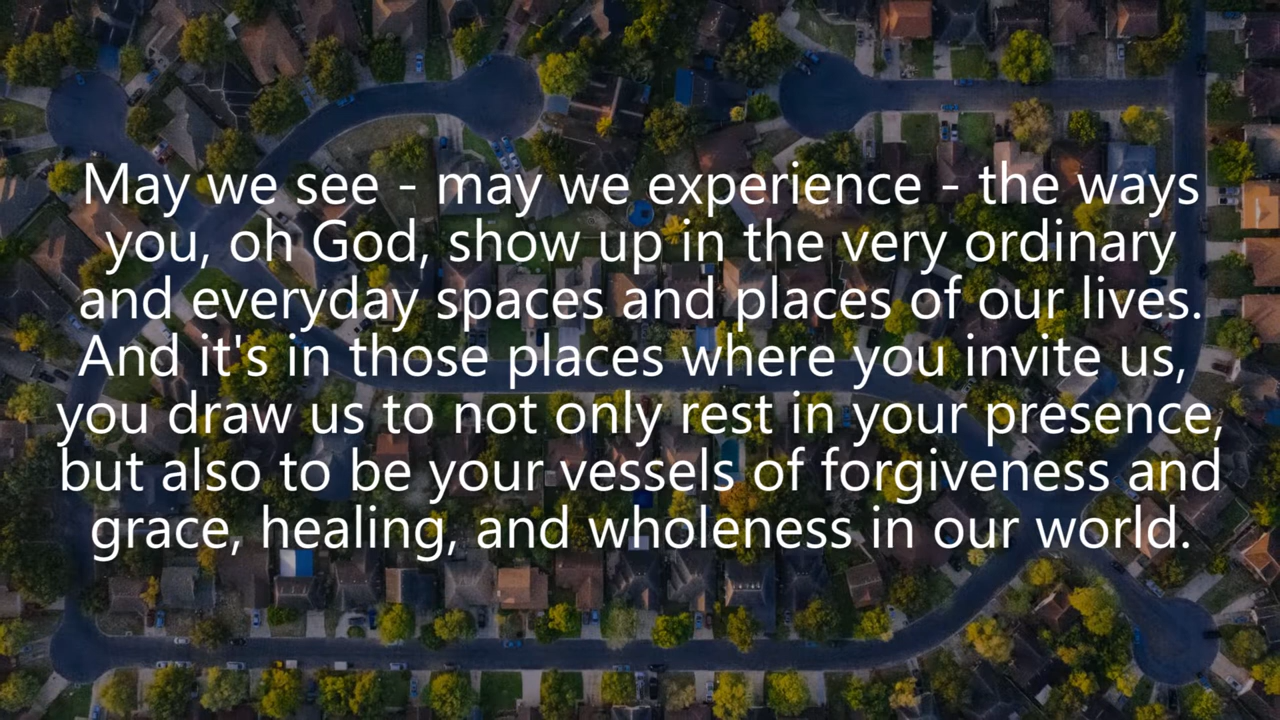 May we see - may we experience - the ways
you, oh God, show up in the very ordinary
and everyday spaces and places of our lives.
And it's in those places where you invite us,
you draw us to not only rest in your presence,
but also to be your vessels of forgiveness and
grace, healing, and wholeness in our world.